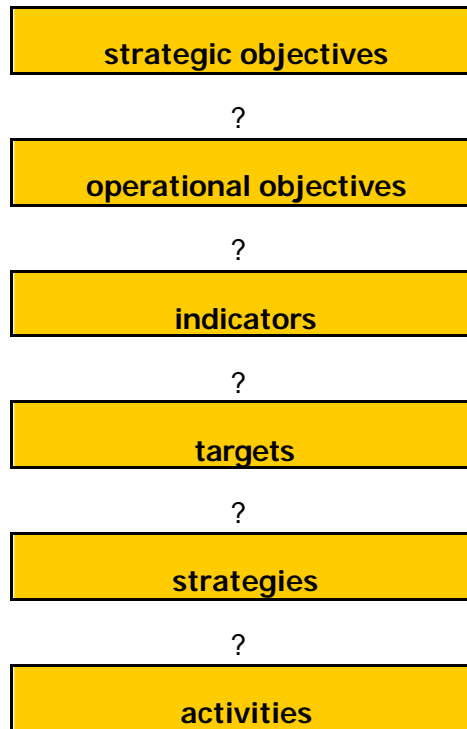 strategic objectives
?
operational objectives
?
indicators
?
targets
?
strategies
?
activities